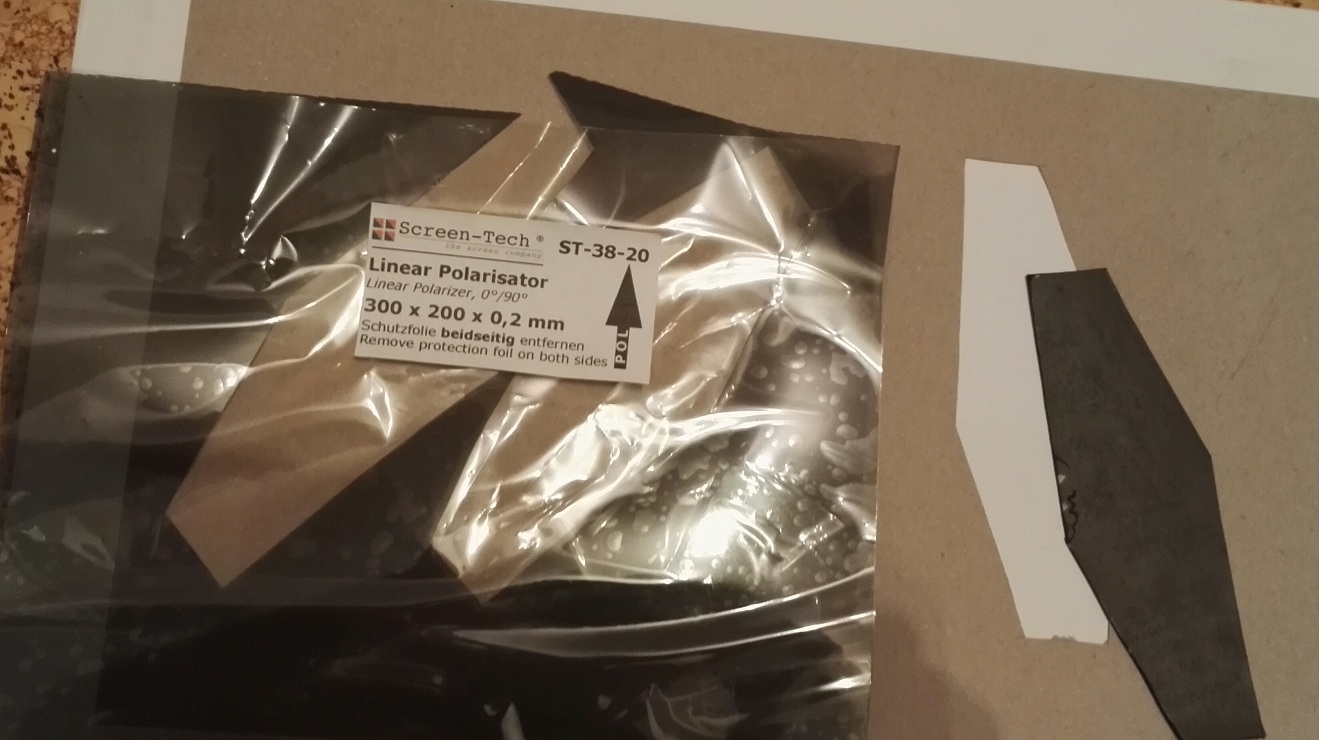 Screen-Tech ®
the screen company
ST-38-20
Linear Polarisator
Linear Polarizer, 0°/90°
300 x 200 x 0,2 mm
Schutzfolie beidseitig entfernen
Remove protection foil on both sides
POL